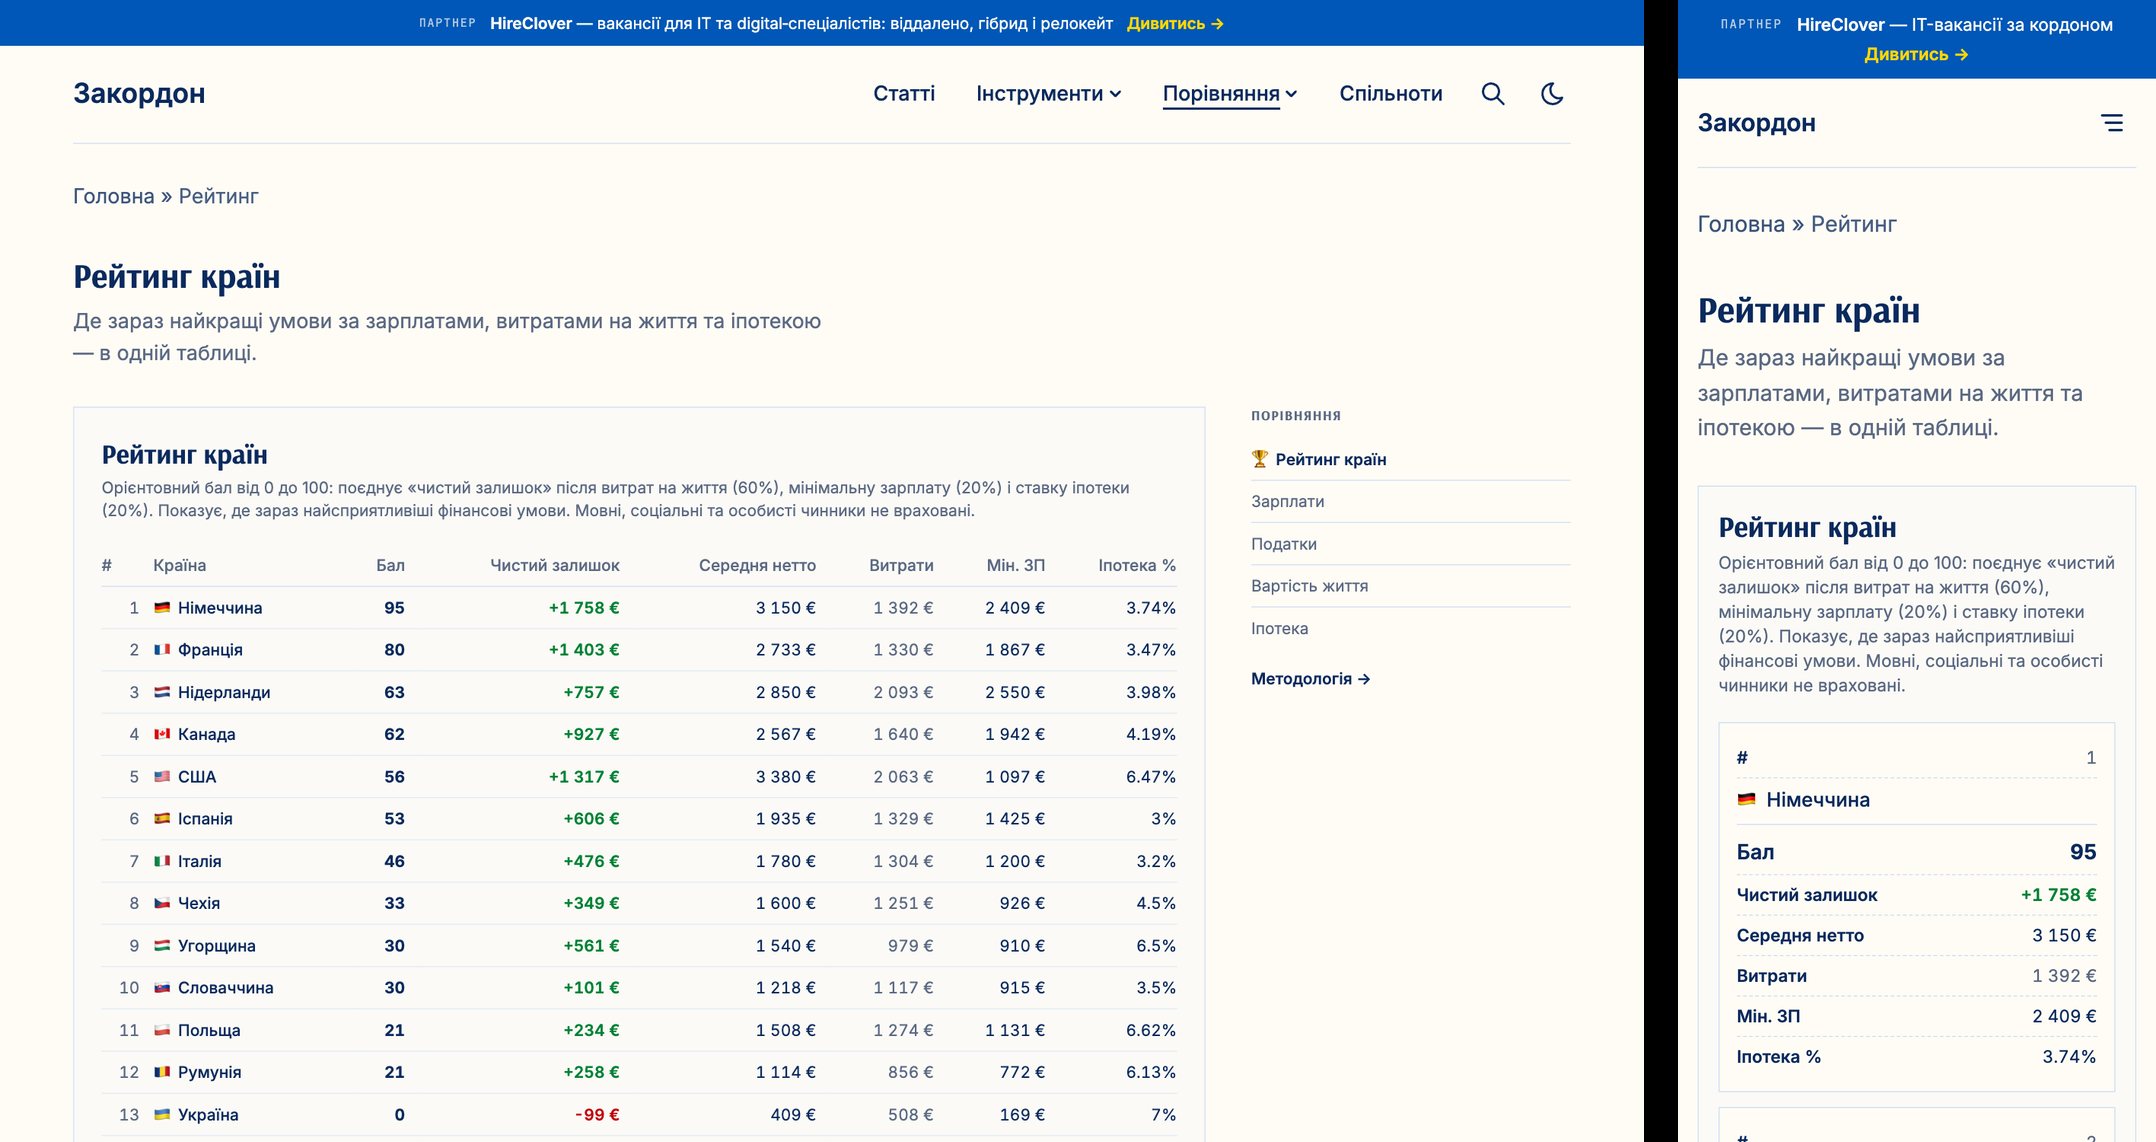 ПАРТНЕР HireClover — вакансії для IT та digital-спеціалістів: віддалено, гібрид і релокейт Дивитись →
Закордон
Статті Інструменти Порівняння Спільноти
Головна » Рейтинг
Рейтинг країн
Де зараз найкращі умови за зарплатами, витратами на життя та іпотекою
— в одній таблиці.
Рейтинг країн
Орієнтовний бал від 0 до 100: поєднує «чистий залишок» після витрат на життя (60%), мінімальну зарплату (20%) і ставку іпотеки
(20%). Показує, де зараз найсприятливіші фінансові умови. Мовні, соціальні та особисті чинники не враховані.
# Країна Бал Чистий залишок Середня нетто Витрати Мін. ЗП Іпотека %
1 Німеччина 95 +1 758 € 3 150 € 1 392 € 2 409 € 3.74%
2 Франція 80 +1 403 € 2 733 € 1 330 € 1 867 € 3.47%
3 Нідерланди 63 +757 € 2 850 € 2 093 € 2 550 € 3.98%
4 Канада 62 +927 € 2 567 € 1 640 € 1 942 € 4.19%
5 США 56 +1 317 € 3 380 € 2 063 € 1 097 € 6.47%
6 Іспанія 53 +606 € 1 935 € 1 329 € 1 425 € 3%
7 Італія 46 +476 € 1 780 € 1 304 € 1 200 € 3.2%
8 Чехія 33 +349 € 1 600 € 1 251 € 926 € 4.5%
9 Угорщина 30 +561 € 1 540 € 979 € 910 € 6.5%
10 Словаччина 30 +101 € 1 218 € 1 117 € 915 € 3.5%
11 Польща 21 +234 € 1 508 € 1 274 € 1 131 € 6.62%
12 Румунія 21 +258 € 1 114 € 856 € 772 € 6.13%
13 Україна 0 -99 € 409 € 508 € 169 € 7%
ПОРІВНЯННЯ
Рейтинг країн
Зарплати
Податки
Вартість життя
Іпотека
Методологія →
ПАРТНЕР HireClover — IT-вакансії за кордоном
Дивитись →
Закордон
Головна » Рейтинг
Рейтинг країн
Де зараз найкращі умови за
зарплатами, витратами на життя та
іпотекою — в одній таблиці.
Рейтинг країн
Орієнтовний бал від 0 до 100: поєднує «чистий
залишок» після витрат на життя (60%),
мінімальну зарплату (20%) і ставку іпотеки
(20%). Показує, де зараз найсприятливіші
фінансові умови. Мовні, соціальні та особисті
чинники не враховані.
# 1
Німеччина
Бал 95
Чистий залишок +1 758 €
Середня нетто 3 150 €
Витрати 1 392 €
Мін. ЗП 2 409 €
Іпотека % 3.74%